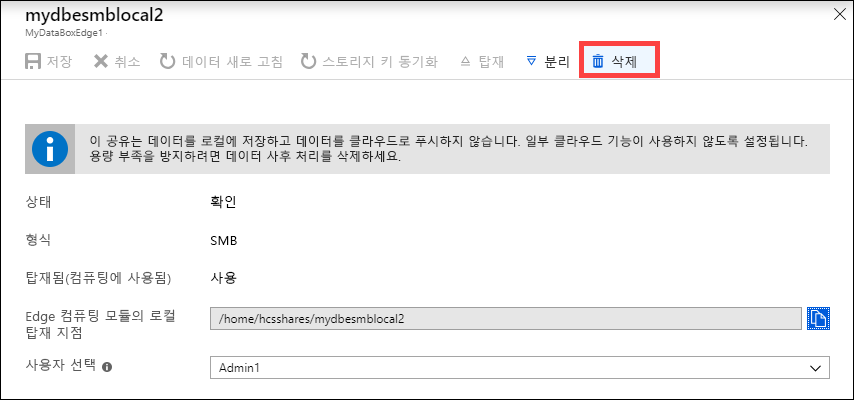 mydbesmblocal2
MyDataBoxEdge1
저장 취소 데이터 새로 고침 스토리지 키 동기화 탑재 분리 삭제
이 공유는 데이터를 로컬에 저장하고 데이터를 클라우드로 푸시하지 않습니다. 일부 클라우드 기능이 사용하지 않도록 설정됩니다.
용량 부족을 방지하려면 데이터 사후 처리를 삭제하세요.
상태 확인
형식 SMB
탑재됨(컴퓨팅에 사용됨) 사용
Edge 컴퓨팅 모듈의 로컬 /home/hcsshares/mydbesmblocal2
탑재 지점
사용자 선택 Admin1